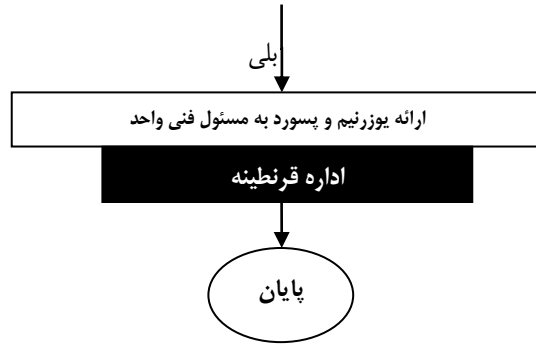 بلی
ارائه یوزرنیم و پسورد به مسئول فنی واحد
اداره قرنطینه
پایان